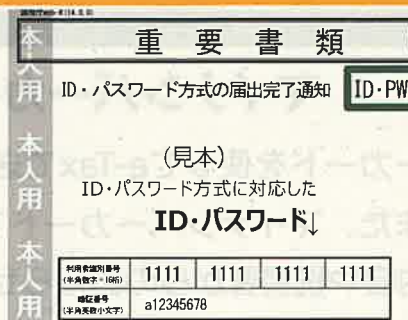 重要書類
ID・パスワード方式の届出完了通知 ID・PW
(見本)
ID・パスワード方式に対応した
ID・パスワード↓
利用者識別番号 1111 1111 1111 1111
(半角数字・16桁)
暗証番号 a12345678
(半角英数小文字)
本人用
本人用
本人用